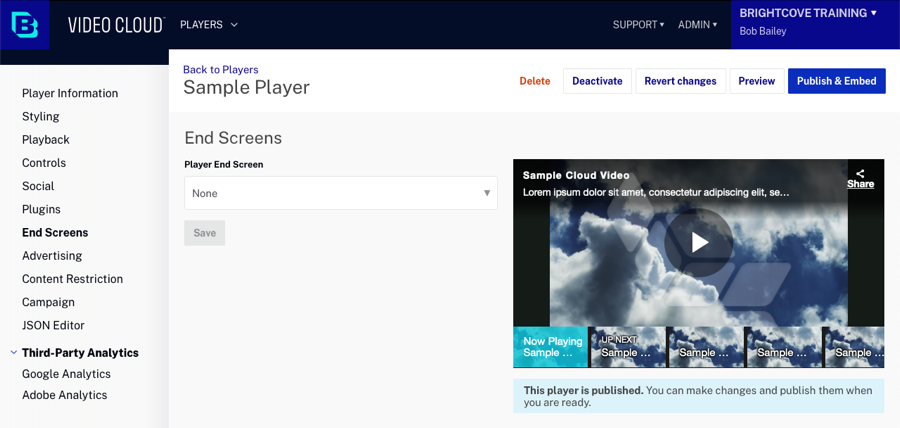 VIDEO CLOUD
PLAYERS
SUPPORT
ADMIN
BRIGHTCOVE TRAINING
Bob Bailey
Player Information
Styling
Playback
Controls
Social
Plugins
End Screens
Advertising
Content Restriction
Campaign
JSON Editor
Third-Party Analytics
Google Analytics
Adobe Analytics
Back to Players
Sample Player
Delete
Deactivate
Revert changes
Preview
Publish & Embed
End Screens
Player End Screen
None
Save
Sample Cloud Video
Lorem ipsum dolor sit amet, consectetur adipiscing elit, se...
Share
Now Playing
Sample ...
UP NEXT
Sample ...
Sample ...
Sample ...
Sample ...
This player is published. You can make changes and publish them when
you are ready.